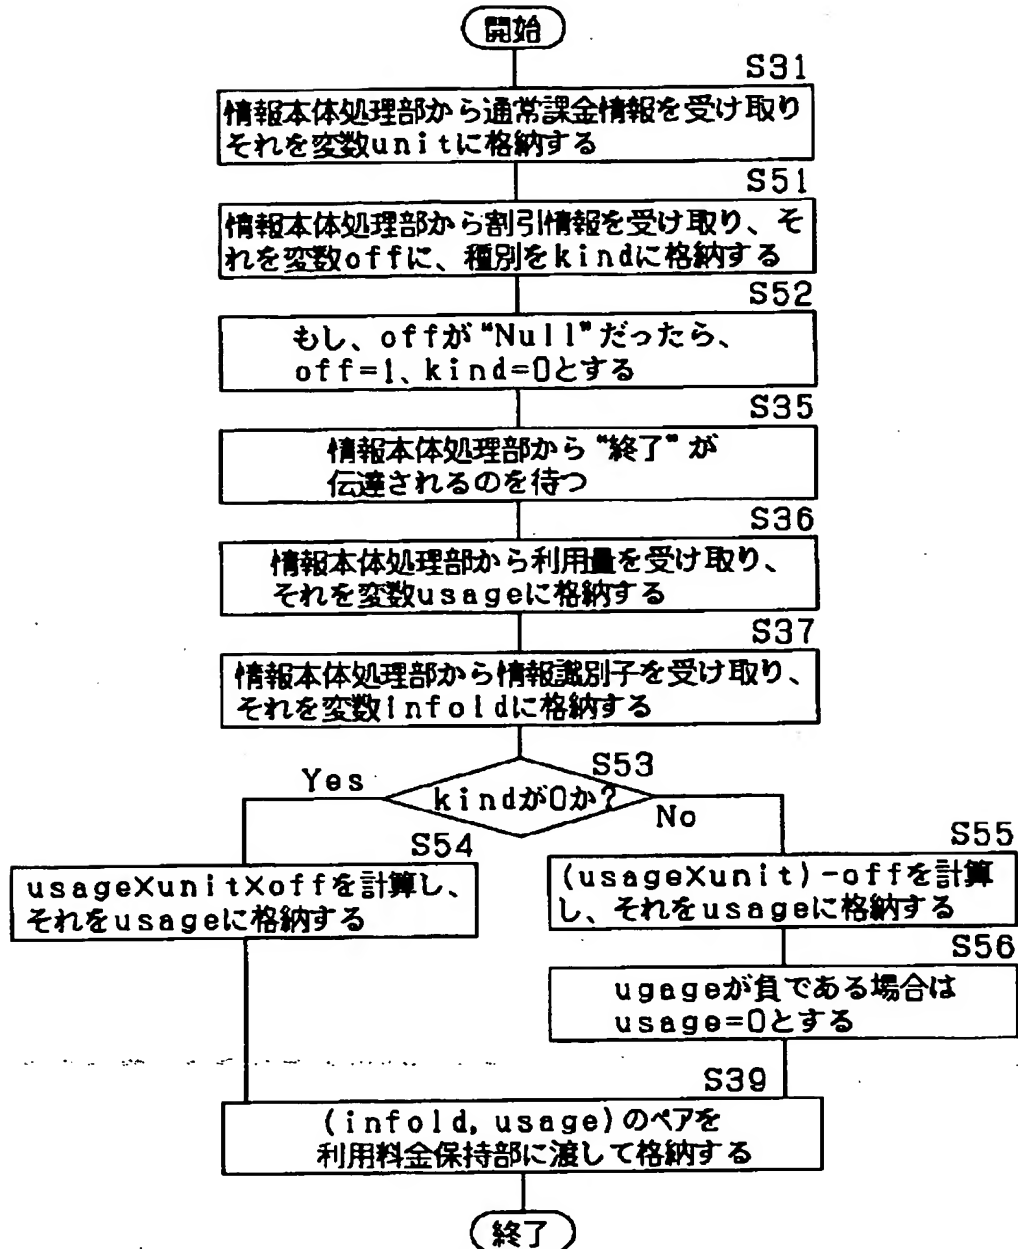 開始
S31
情報本体処理部から通常課金情報を受け取り
それを変数unitに格納する
S51
情報本体処理部から割引情報を受け取り、そ
れを変数offに、種別をkindに格納する
S52
もし、offが"Null"だったら、
off=1、kind=0とする
S35
情報本体処理部から"終了"が
伝達されるのを待つ
S36
情報本体処理部から利用量を受け取り、
それを変数usageに格納する
S37
情報本体処理部から情報識別子を受け取り、
それを変数infoIdに格納する
S53
kindが0か?
Yes
No
S54
usage×unit×offを計算し、
それをusageに格納する
S55
(usage×unit)-offを計算
し、それをusageに格納する
S56
ugageが負である場合は
usage=0とする
S39
(infoId, usage)のペアを
利用料金保持部に渡して格納する
終了